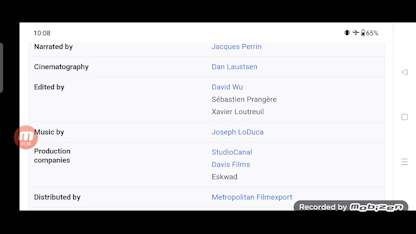 10:08
65%
Narrated by Jacques Perrin
Cinematography Dan Laustsen
Edited by David Wu
Sébastien Prangère
Xavier Loutreuil
Music by Joseph LoDuca
Production companies StudioCanal
Davis Films
Eskwad
Distributed by Metropolitan Filmexport
Recorded by Mobizen